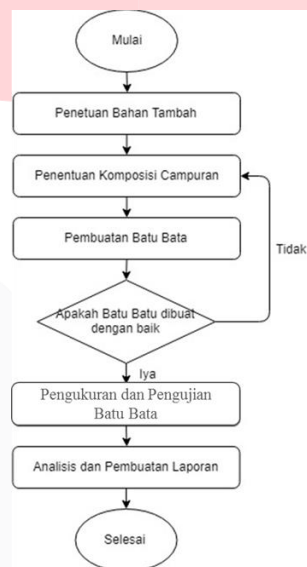 Mulai
Penetuan Bahan Tambah
Penentuan Komposisi Campuran
Pembuatan Batu Bata
Tidak
Apakah Batu Batu dibuat
dengan baik
Iya
Pengukuran dan Pengujian
Batu Bata
Analisis dan Pembuatan Laporan
Selesai